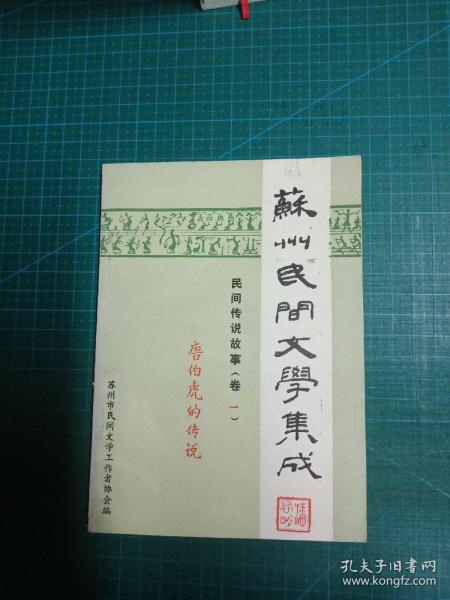 蘇州民間文學集成
民间传说故事（卷一）
唐伯虎的传说
苏州市民间文学工作者协会编
孔夫子旧书网
www.kongfz.com